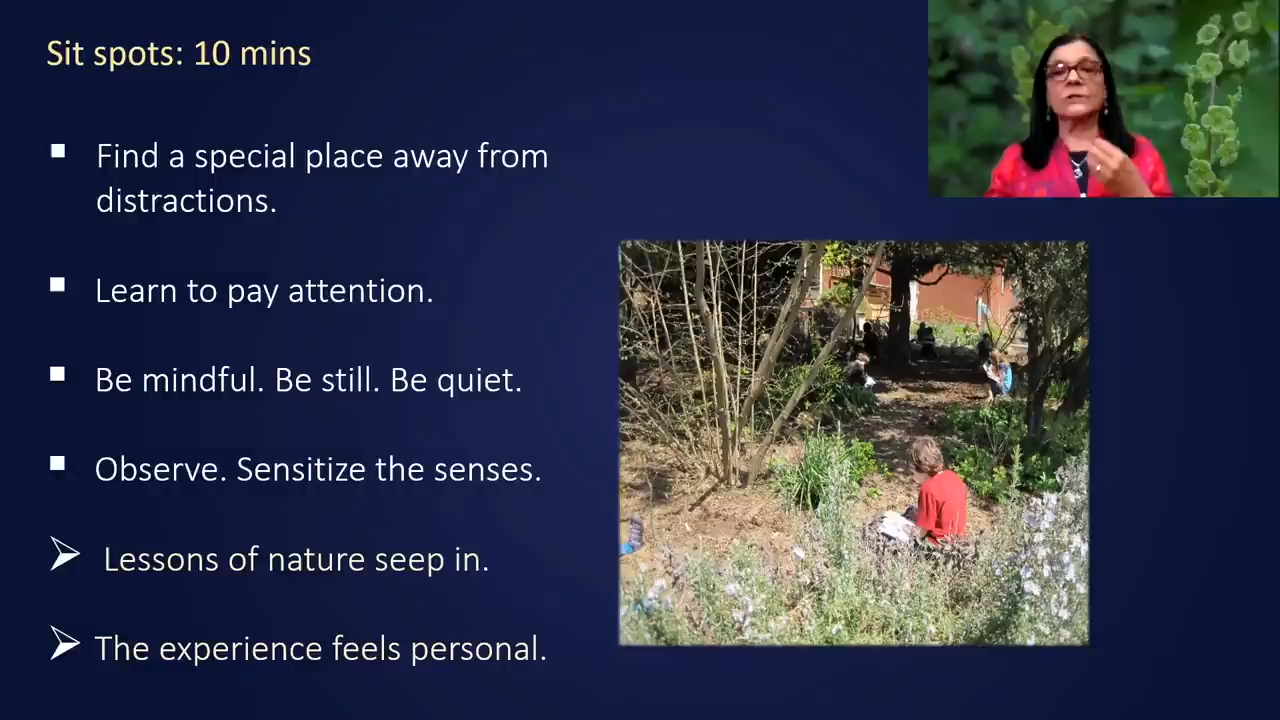 Sit spots: 10 mins
▪ Find a special place away from
distractions.
▪ Learn to pay attention.
▪ Be mindful. Be still. Be quiet.
▪ Observe. Sensitize the senses.
➢ Lessons of nature seep in.
➢ The experience feels personal.